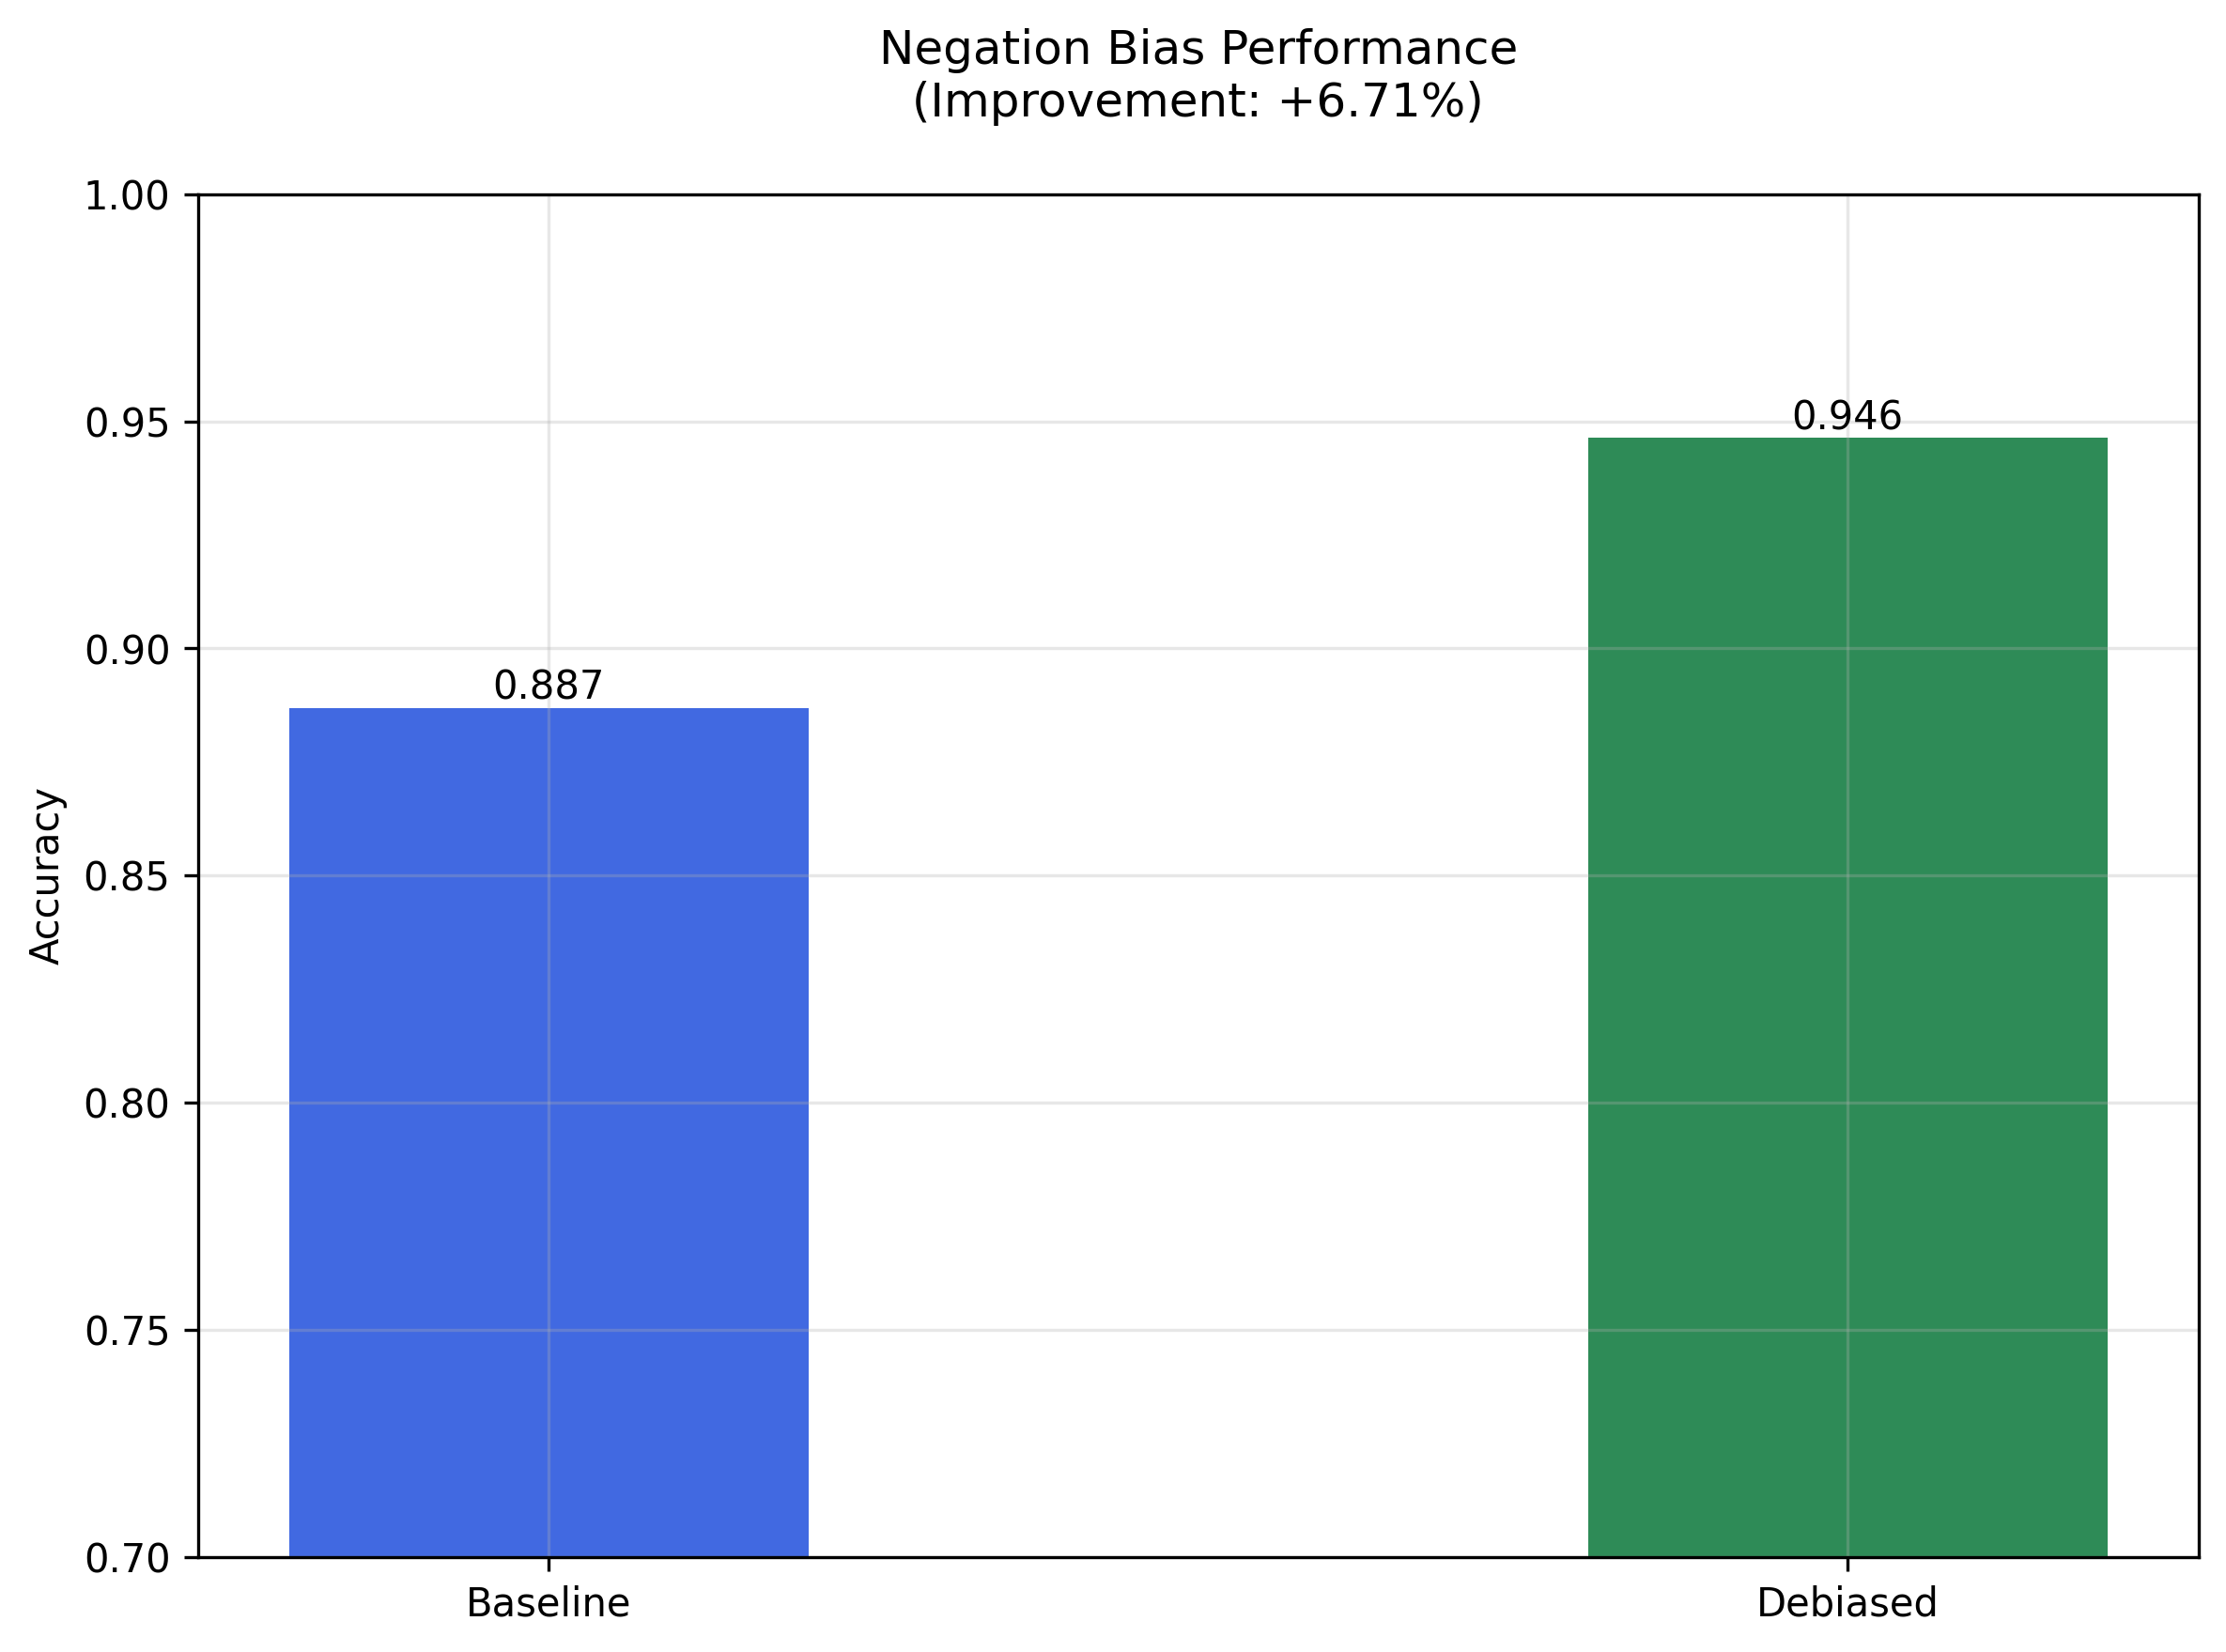 Negation Bias Performance
(Improvement: +6.71%)
1.00
0.95
0.946
0.90
0.887
Accuracy
0.85
0.80
0.75
0.70
Baseline
Debiased